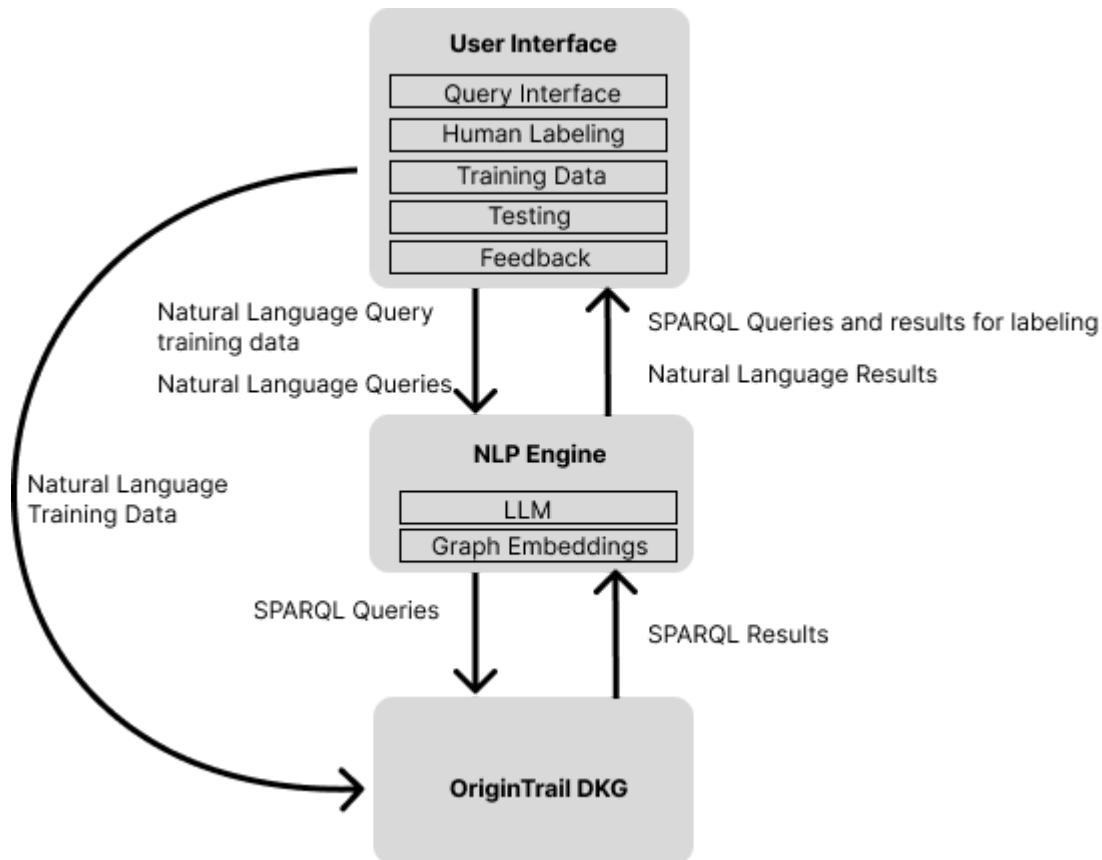 User Interface
Query Interface
Human Labeling
Training Data
Testing
Feedback
Natural Language Query
training data
Natural Language Queries
SPARQL Queries and results for labeling
Natural Language Results
NLP Engine
LLM
Graph Embeddings
Natural Language
Training Data
SPARQL Queries
SPARQL Results
OriginTrail DKG